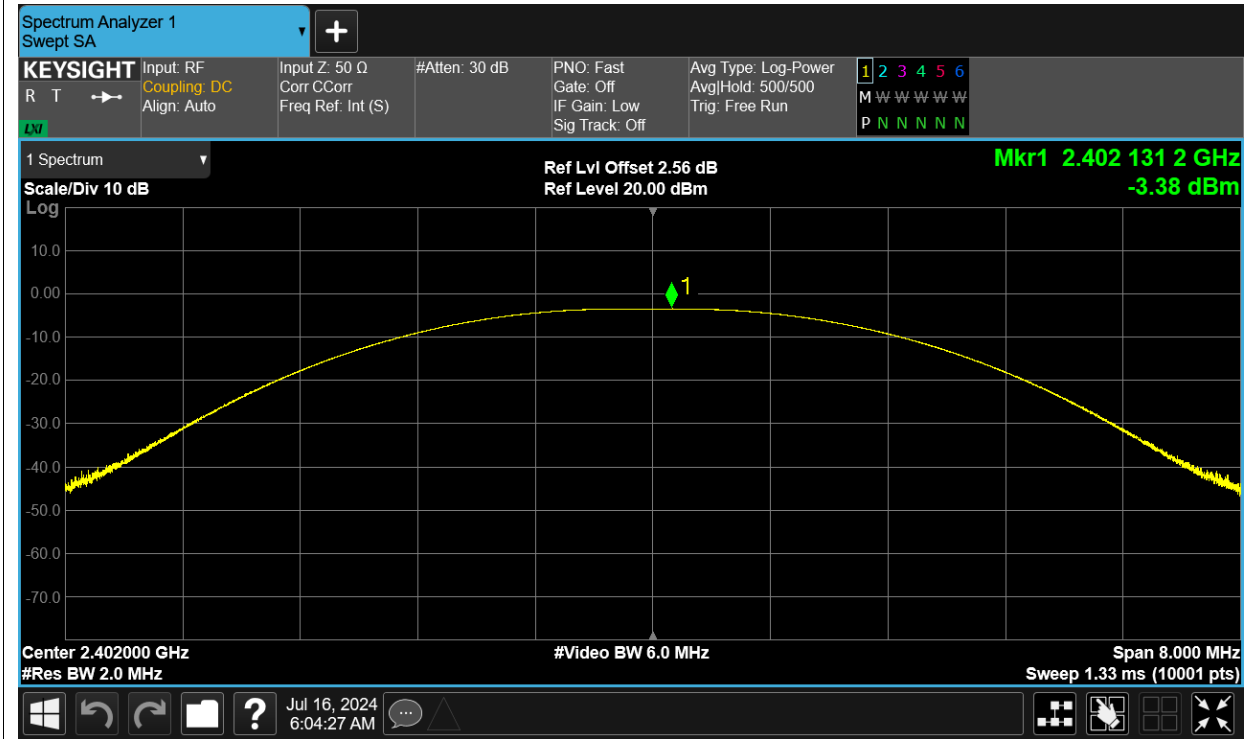 Spectrum Analyzer 1
Swept SA
KEYSIGHT
R T
LXI
Input: RF
Coupling: DC
Align: Auto
Input Z: 50 Ω
Corr CCorr
Freq Ref: Int (S)
#Atten: 30 dB
PNO: Fast
Gate: Off
IF Gain: Low
Sig Track: Off
Avg Type: Log-Power
Avg|Hold: 500/500
Trig: Free Run
1 2 3 4 5 6
M W W W W W W
P N N N N N N
1 Spectrum
Scale/Div 10 dB
Log
Ref Lvl Offset 2.56 dB
Ref Level 20.00 dBm
Mkr1 2.402 131 2 GHz
-3.38 dBm
1
10.0
0.00
-10.0
-20.0
-30.0
-40.0
-50.0
-60.0
-70.0
Center 2.402000 GHz
#Res BW 2.0 MHz
#Video BW 6.0 MHz
Span 8.000 MHz
Sweep 1.33 ms (10001 pts)
?
Jul 16, 2024
6:04:27 AM